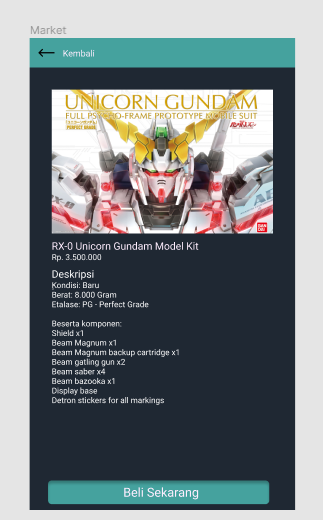 Market
Kembali
UNICORN GUNDAM
FULL PSYCHO-FRAME PROTOTYPE MOBILE SUIT
PERFECT GRADE
BAN
DAI
RX-0 Unicorn Gundam Model Kit
Rp. 3.500.000
Deskripsi
Kondisi: Baru
Berat: 8.000 Gram
Etalase: PG - Perfect Grade
Beserta komponen:
Shield x1
Beam Magnum x1
Beam Magnum backup cartridge x1
Beam gatling gun x2
Beam saber x4
Beam bazooka x1
Display base
Detron stickers for all markings
Beli Sekarang